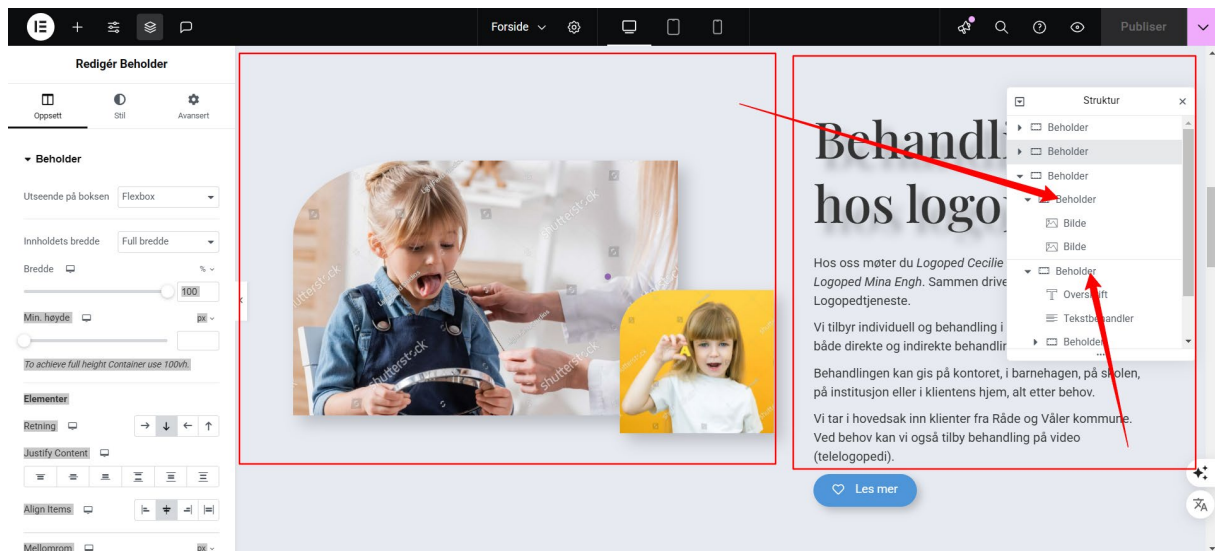 Forside
Publiser
Redigér Beholder
Oppsett
Stil
Avansert
Beholder
Utseende på boksen
Flexbox
Innholdets bredde
Full bredde
Bredde
%
100
Min. høyde
px
To achieve full height Container use 100vh.
Elementer
Retning
Justify Content
Align Items
Mellomrom
px
shutterstock
shutterstock
shutterstock
Behandli
hos logo
Hos oss møter du Logoped Cecilie
Logoped Mina Engh. Sammen drive
Logopedtjeneste.
Vi tilbyr individuell og behandling i
både direkte og indirekte behandlin
Behandlingen kan gis på kontoret, i barnehagen, på skolen,
på institusjon eller i klientens hjem, alt etter behov.
Vi tar i hovedsak inn klienter fra Råde og Våler kommune.
Ved behov kan vi også tilby behandling på video
(telelogopedi).
Les mer
Struktur
Beholder
Beholder
Beholder
Beholder
Bilde
Bilde
Beholder
Overskrift
Tekstbehandler
Beholder